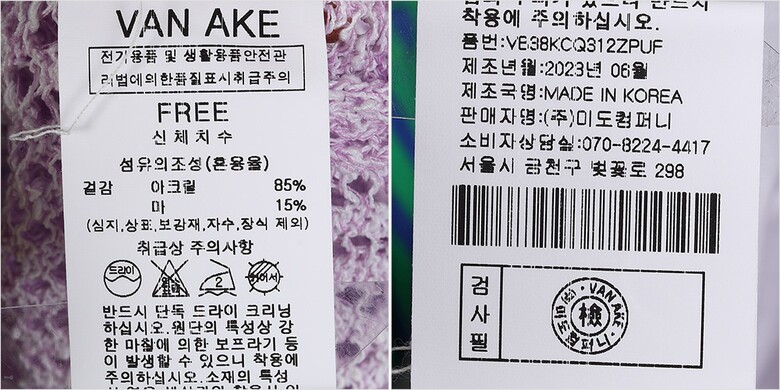 VAN AKE
전기용품 및 생활용품안전관
리법에의한품질표시취급주의
FREE
신체치수
섬유의조성(혼용율)
겉감 아크릴 85%
마 15%
(심지,상표,보강재,자수,장식 제외)
취급상 주의사항
드라이
2
반드시 단독 드라이 크리닝
하십시오.원단의 특성상 강
한 마찰에 의한 보프라기 등
이 발생할 수 있으니 착용에
주의하십시오.소재의 특성
착용에 주의하십시오.
품번:VE38KCQ312ZPUF
제조년월:2023년 06월
제조국명:MADE IN KOREA
판매자명:(주)미도컴퍼니
소비자상담실:070-8224-4417
서울시 금천구 벚꽃로 298
검사필
VAN AKE
(주)미도컴퍼니
檢